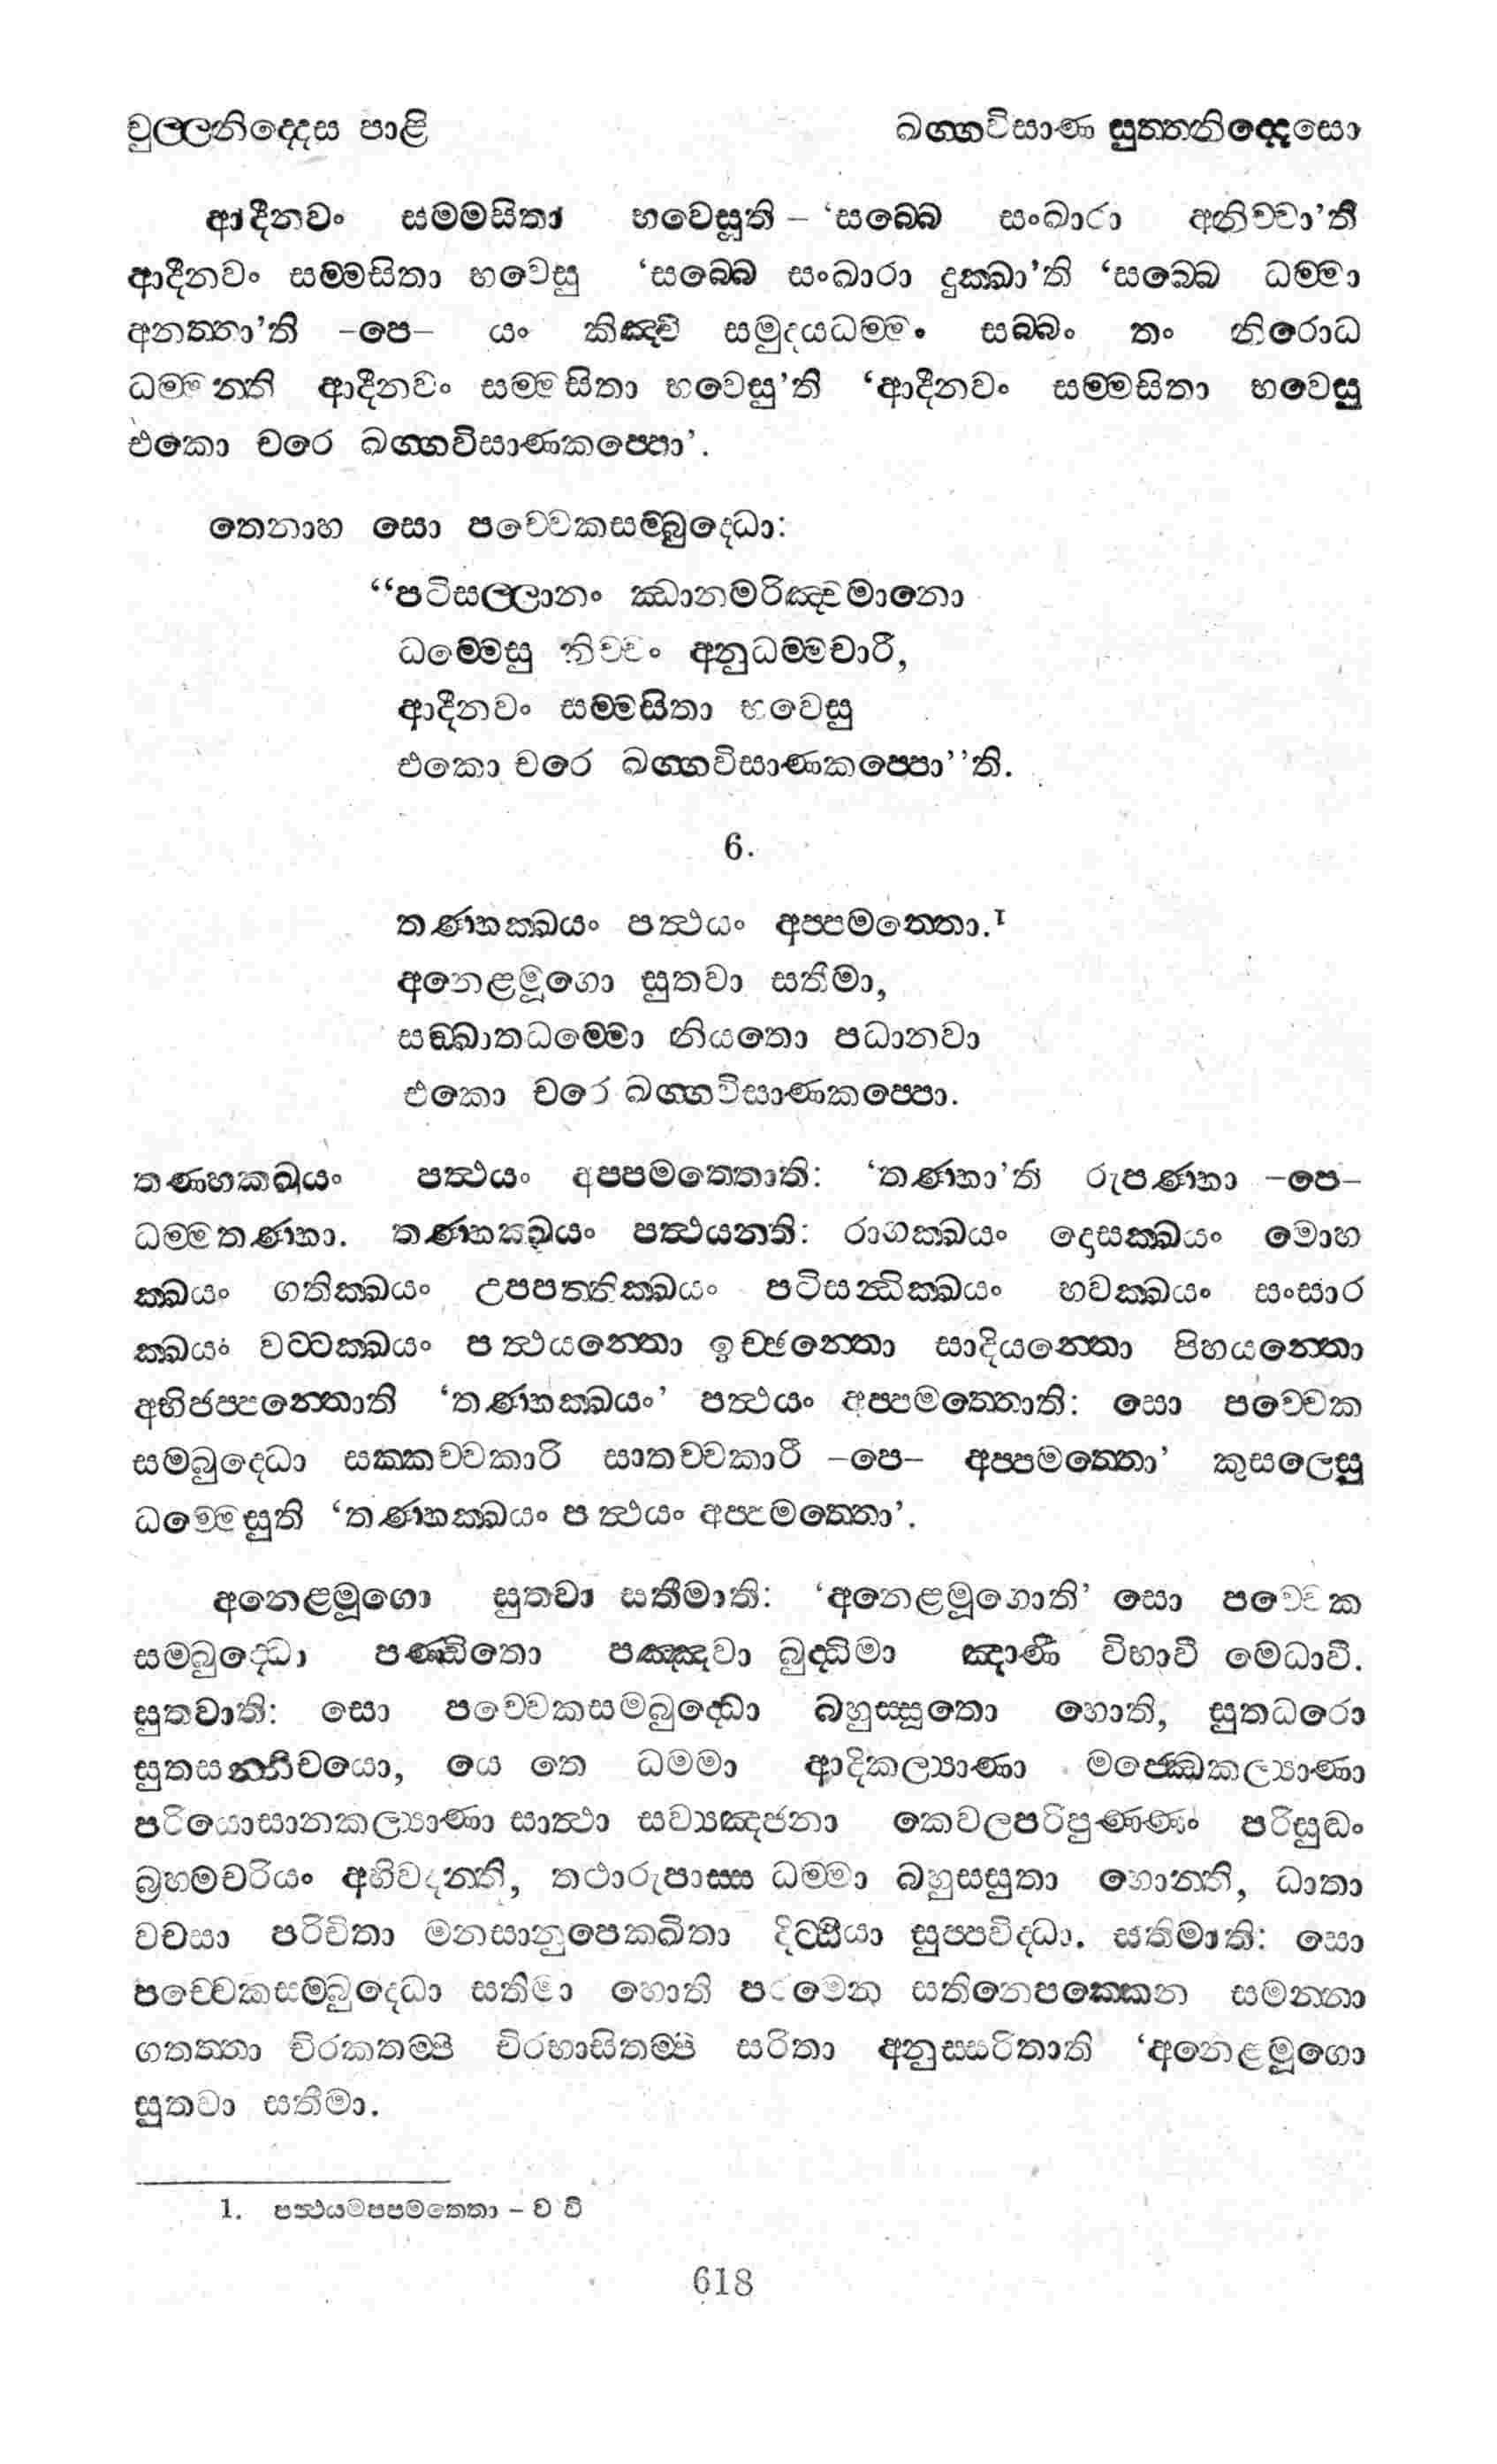 චුල්ලනිද්දෙස පාළි
ඛග්ගවිසාණ සුත්තනිද්දෙසො
ආදීනවං සම්මසිතා භවෙසූති – ‘සබ්බෙ සංඛාරා අනිච්චා’ති
ආදීනවං සම්මසිතා භවෙසු ‘සබ්බෙ සංඛාරා දුක්ඛා’ති ‘සබ්බෙ ධම්මා
අනත්තා’ති –පෙ– යං කිඤ්චි සමුදයධම්මං සබ්බං තං නිරොධ
ධම්මන්ති ආදීනවං සම්මසිතා භවෙසු’ති ‘ආදීනවං සම්මසිතා භවෙසු
එකො චරෙ ඛග්ගවිසාණකප්පො’.
තෙනාහ සො පච්චෙකසම්බුද්ධො:
“පටිසල්ලානං ඣානමරිඤ්චමානො
ධම්මෙසු නිච්චං අනුධම්මචාරී,
ආදීනවං සම්මසිතා භවෙසු
එකො චරෙ ඛග්ගවිසාණකප්පො’’ති.
6.
තණ්හක්ඛයං පත්ථයං අප්පමත්තො.1
අනෙළමූගො සුතවා සතීමා,
සඞ්ඛාතධම්මො නියතො පධානවා
එකො චරෙ ඛග්ගවිසාණකප්පො.
තණ්හක්ඛයං පත්ථයං අප්පමත්තොති: ‘තණ්හා’ති රූපණ්හා –පෙ–
ධම්මතණ්හා. තණ්හක්ඛයං පත්ථයන්ති: රාගක්ඛයං දොසක්ඛයං මොහ
ක්ඛයං ගතික්ඛයං උපපත්තික්ඛයං පටිසන්ධික්ඛයං භවක්ඛයං සංසාර
ක්ඛයං වට්ටක්ඛයං පත්ථයන්තො ඉච්ඡන්තො සාදියන්තො පිහයන්තො
අභිජප්පන්තොති ‘තණ්හක්ඛයං’ පත්ථයං අප්පමත්තොති: සො පච්චෙක
සම්බුද්ධො සක්කච්චකාරී සාතච්චකාරී –පෙ– අප්පමත්තො’ කුසලෙසු
ධම්මෙසූති ‘තණ්හක්ඛයං පත්ථයං අප්පමත්තො’.
අනෙළමූගො සුතවා සතීමාති: ‘අනෙළමූගොති’ සො පච්චෙක
සම්බුද්ධො පණ්ඩිතො පඤ්ඤවා බුද්ධිමා ඤාණී විභාවී මෙධාවී.
සුතවාති: සො පච්චෙකසම්බුද්ධො බහුස්සුතො හොති, සුතධරො
සුතසන්නිචයො, යෙ තෙ ධම්මා ආදිකල්‍යාණා මජ්ඣෙකල්‍යාණා
පරියොසානකල්‍යාණා සාත්ථා සව්‍යඤ්ජනා කෙවලපරිපුණ්ණං පරිසුද්ධං
බ්‍රහ්මචරියං අභිවදන්ති, තථාරූපාස්ස ධම්මා බහුස්සුතා හොන්ති, ධාතා
වචසා පරිචිතා මනසානුපෙක්ඛිතා දිට්ඨියා සුප්පටිවිද්ධා. සතිමාති: සො
පච්චෙකසම්බුද්ධො සතිමා හොති පරමෙන සතිනෙපක්කෙන සමන්නා
ගතත්තා චිරකතම්පි චිරභාසිතම්පි සරිතා අනුස්සරිතාති ‘අනෙළමූගො
සුතවා සතීමා.
1. පත්ථයමප්පමත්තො – ච වි
618